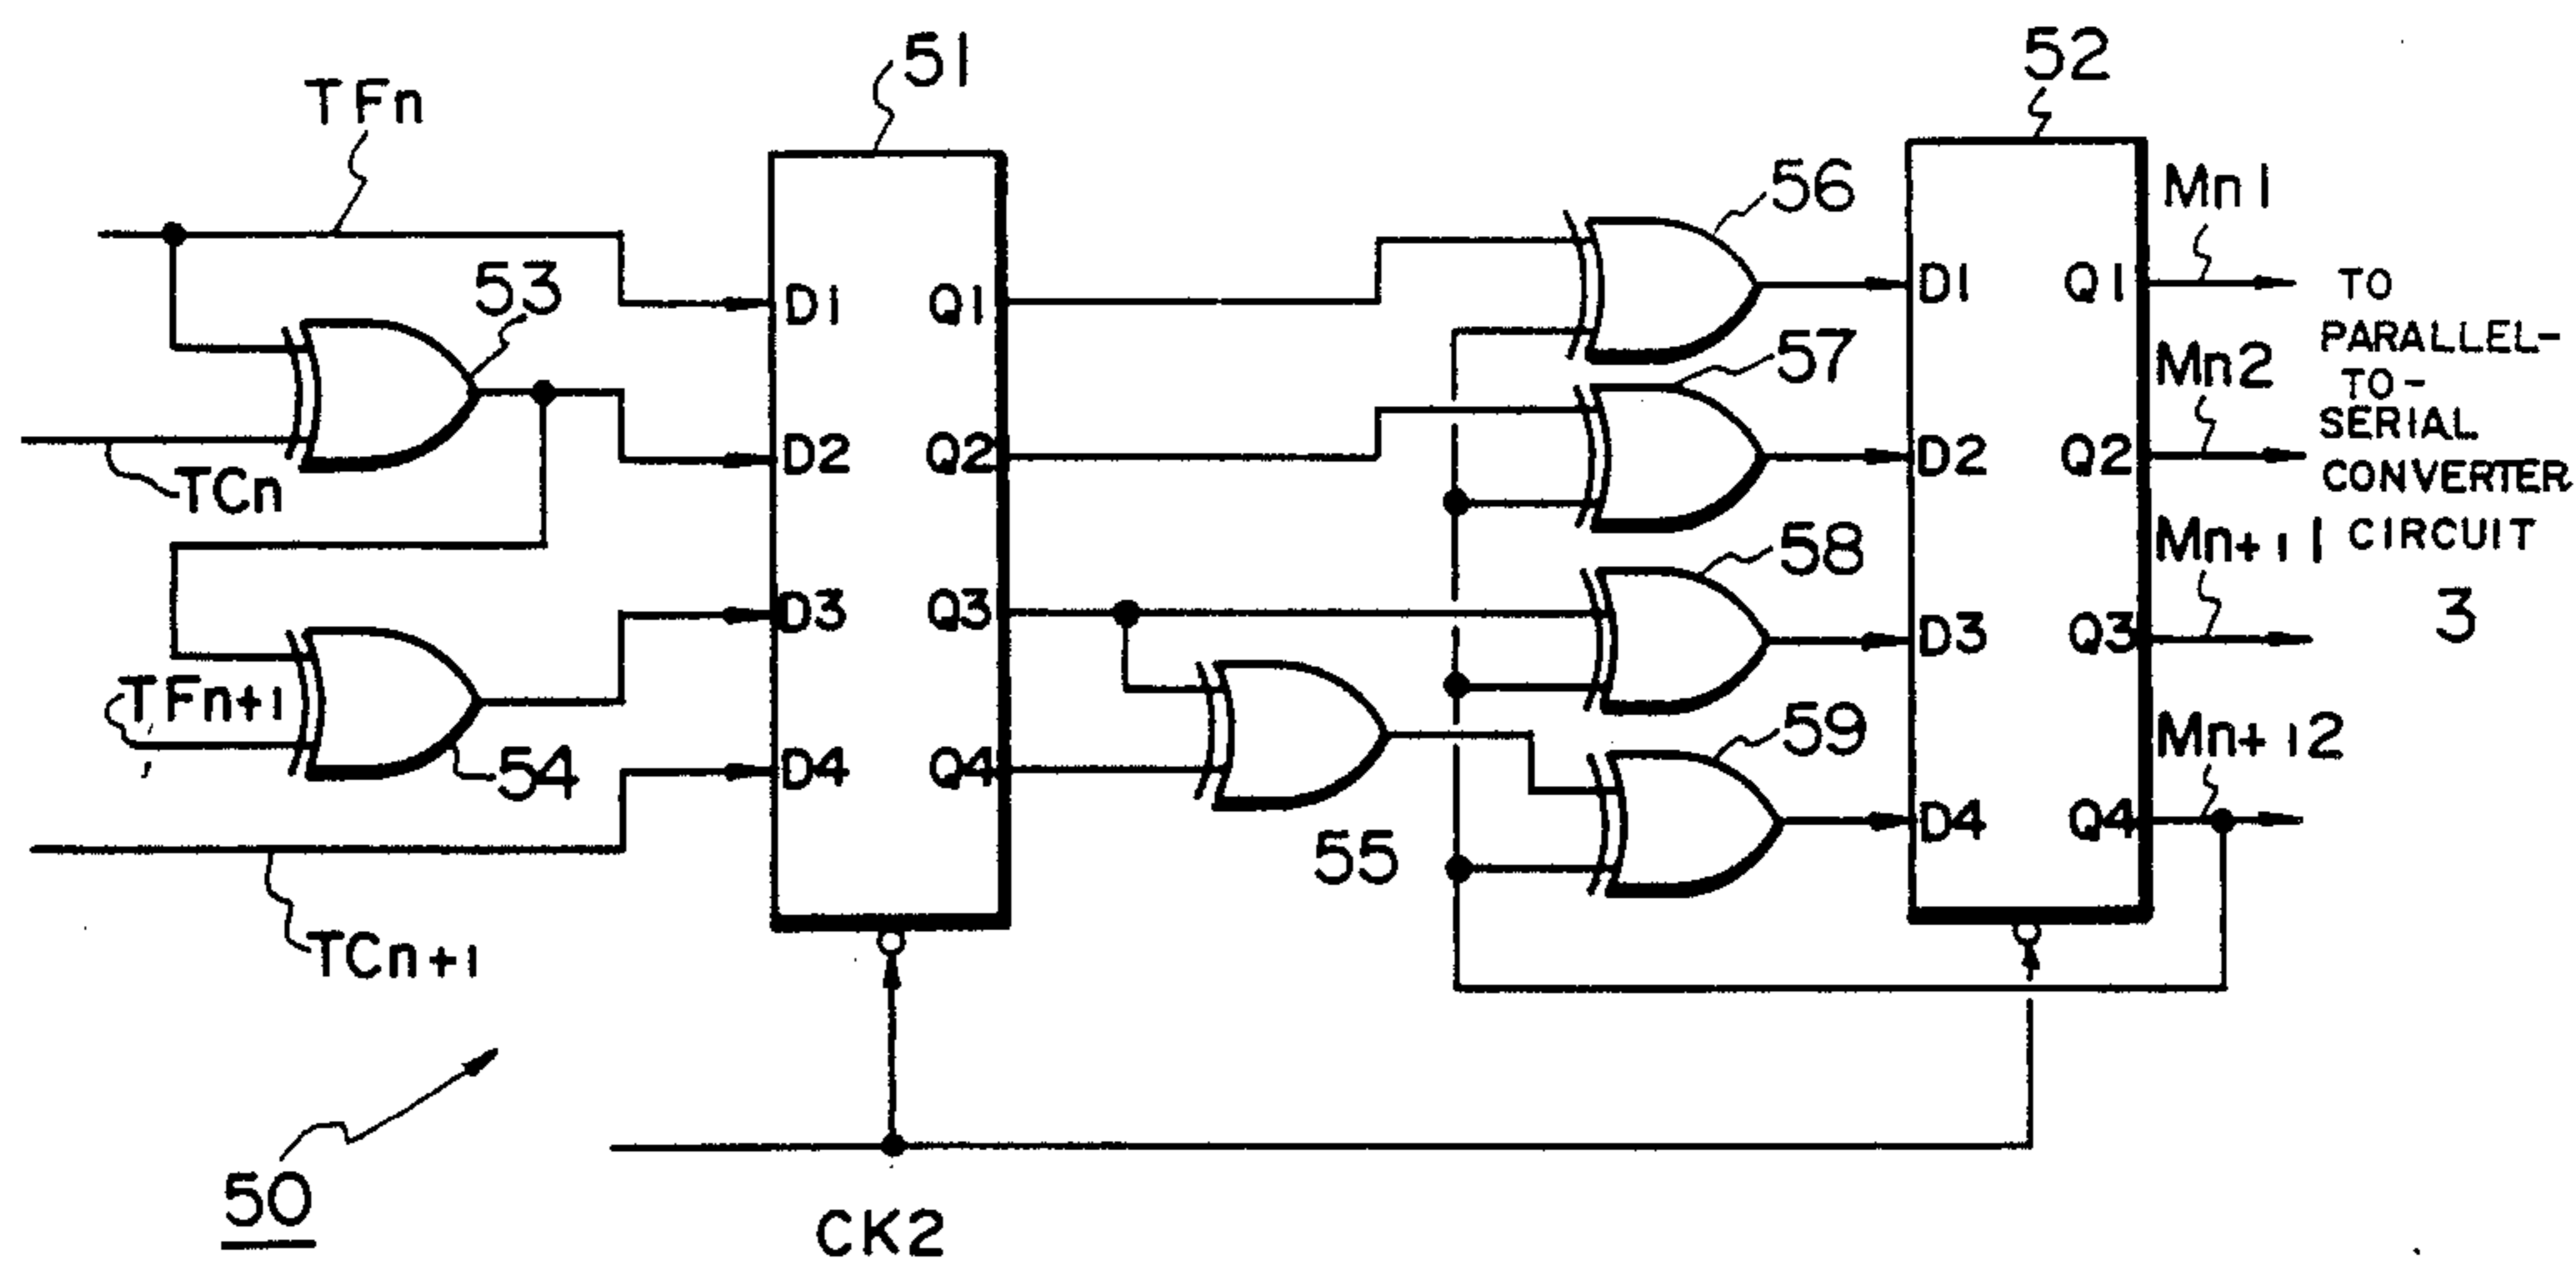 51
52
TFn
Mn1
56
TO
53
57
PARALLEL-
D1
Q1
D1
Q1
Mn2
TO-
SERIAL
D2
Q2
D2
Q2
CONVERTER
TCn
58
Mn+11
CIRCUIT
D3
Q3
D3
Q3
3
TFn+1
54
59
Mn+12
D4
Q4
D4
Q4
55
TCn+1
50
CK2